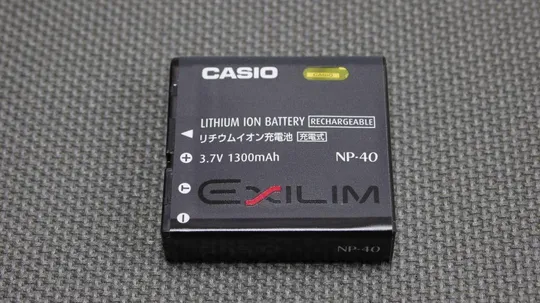 CASIO
LITHIUM ION BATTERY RECHARGEABLE
リチウムイオン充電池 充電式
3.7V 1300mAh NP-40
T
EXILIM
NP-40